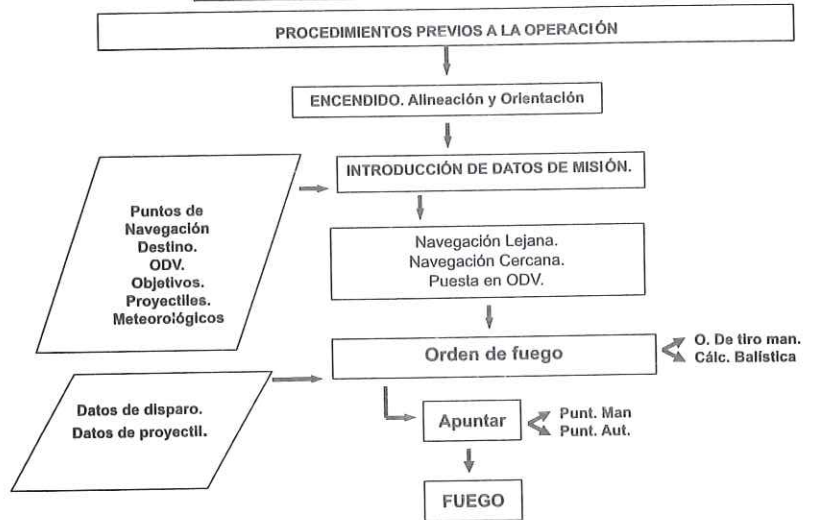 PROCEDIMIENTOS PREVIOS A LA OPERACIÓN
ENCENDIDO. Alineación y Orientación
INTRODUCCIÓN DE DATOS DE MISIÓN.
Puntos de
Navegación
Destino.
ODV.
Objetivos.
Proyectiles.
Meteorológicos
Navegación Lejana.
Navegación Cercana.
Puesta en ODV.
Orden de fuego
O. De tiro man.
Cálc. Balística
Datos de disparo.
Datos de proyectil.
Apuntar
Punt. Man
Punt. Aut.
FUEGO